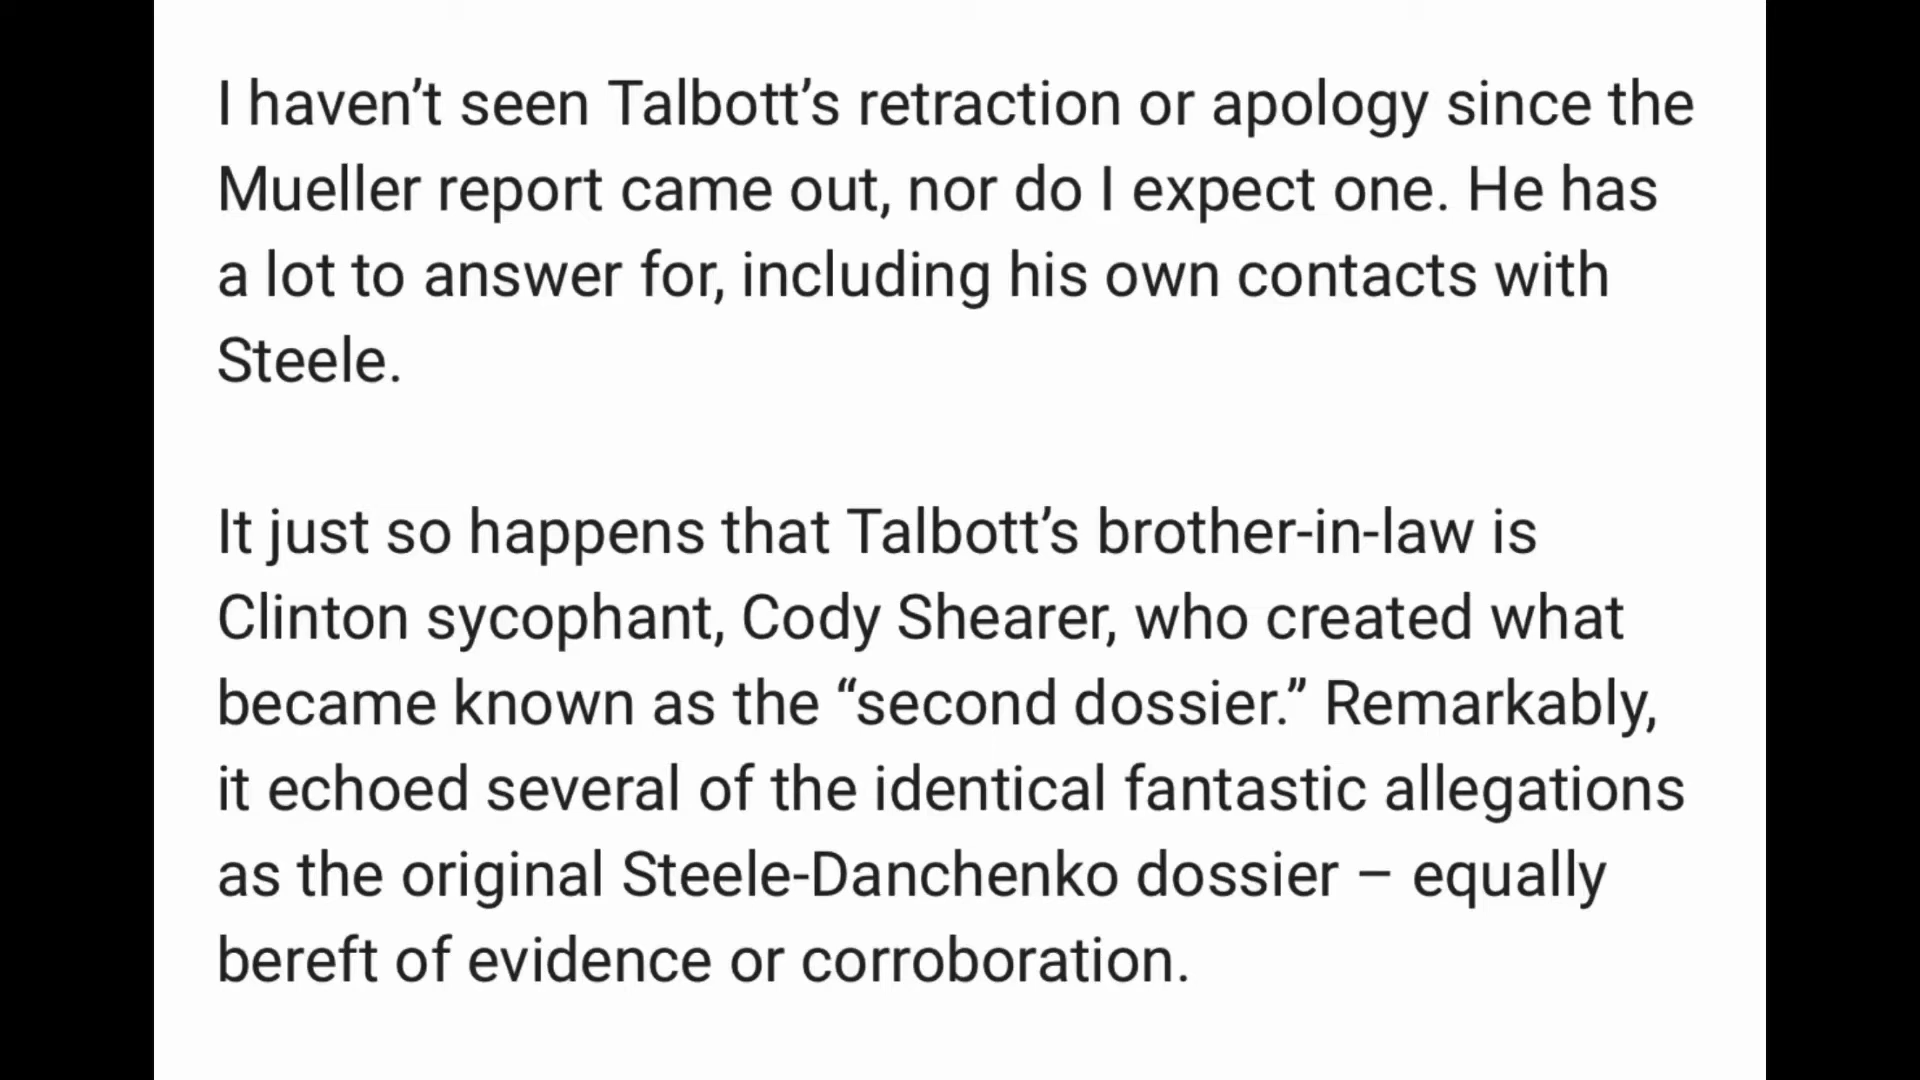 I haven’t seen Talbott’s retraction or apology since the
Mueller report came out, nor do I expect one. He has
a lot to answer for, including his own contacts with
Steele.
It just so happens that Talbott’s brother-in-law is
Clinton sycophant, Cody Shearer, who created what
became known as the “second dossier.” Remarkably,
it echoed several of the identical fantastic allegations
as the original Steele-Danchenko dossier – equally
bereft of evidence or corroboration.